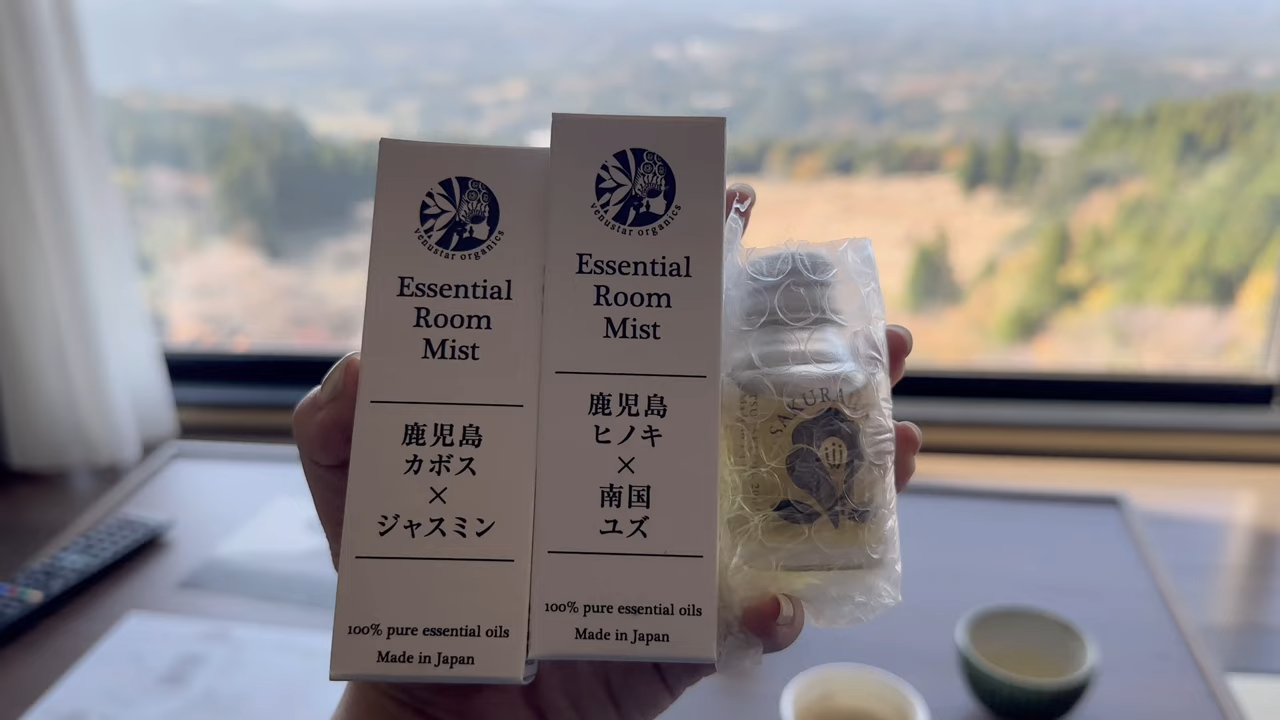 venustar organics
Essential
Room
Mist
鹿児島
カボス
×
ジャスミン
100% pure essential oils
Made in Japan
venustar organics
Essential
Room
Mist
鹿児島
ヒノキ
×
南国
ユズ
100% pure essential oils
Made in Japan
SAKURA